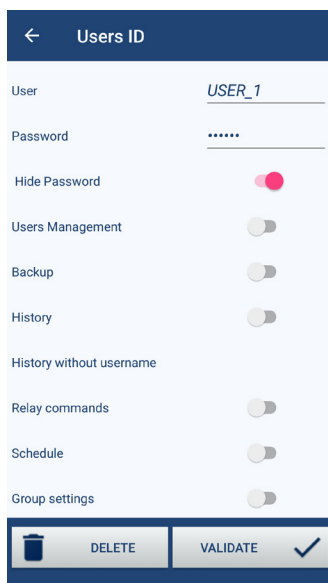 Users ID
User USER_1
Password ••••••
Hide Password
Users Management
Backup
History
History without username
Relay commands
Schedule
Group settings
DELETE VALIDATE